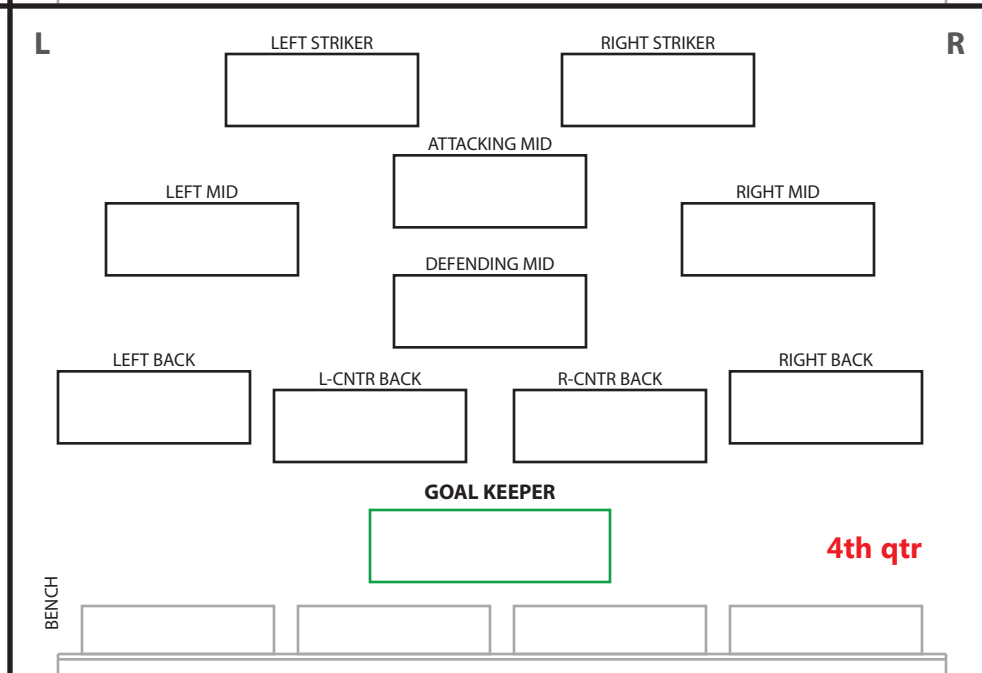 L
R
LEFT STRIKER
RIGHT STRIKER
ATTACKING MID
LEFT MID
RIGHT MID
DEFENDING MID
LEFT BACK
RIGHT BACK
L-CNTR BACK
R-CNTR BACK
GOAL KEEPER
4th qtr
BENCH